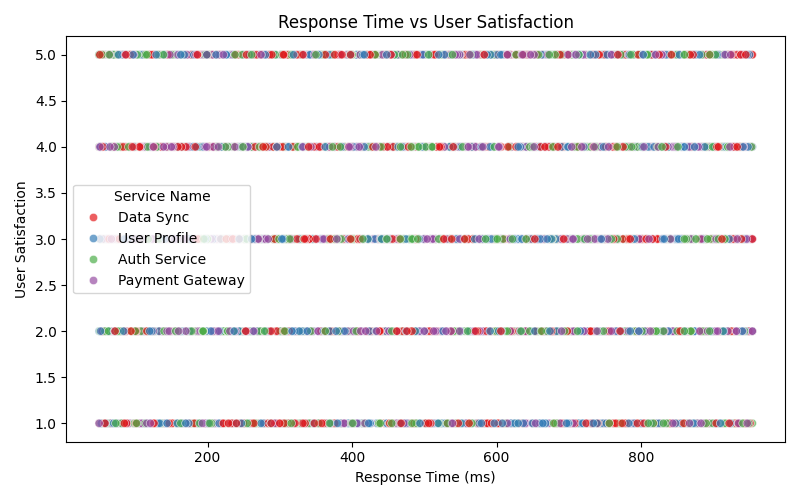 Response Time vs User Satisfaction
User Satisfaction
5.0
4.5
4.0
3.5
3.0
2.5
2.0
1.5
1.0
Service Name
Data Sync
User Profile
Auth Service
Payment Gateway
200 400 600 800
Response Time (ms)